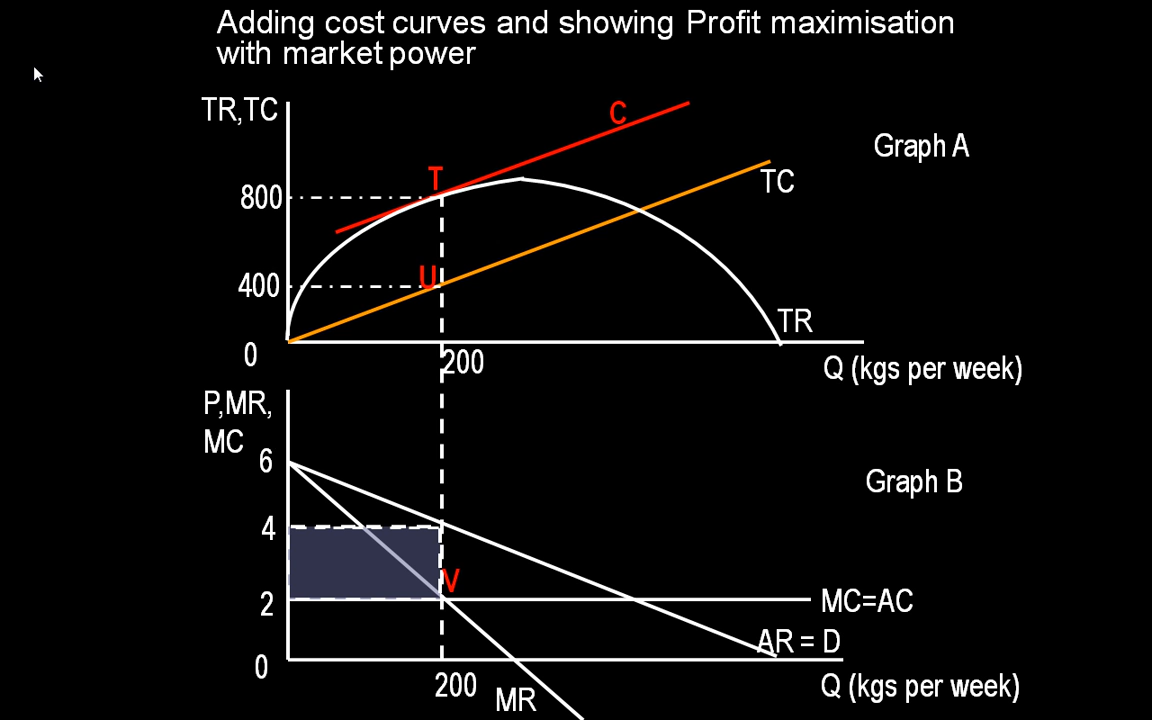 Adding cost curves and showing Profit maximisation
with market power
TR,TC
C
Graph A
T
TC
800
U
400
TR
0
200
Q (kgs per week)
P,MR,
MC
6
Graph B
4
V
2
MC=AC
AR = D
0
200
MR
Q (kgs per week)